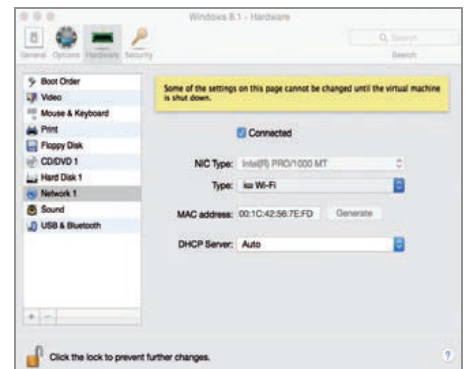 Windows 8.1 - Hardware
General Options Hardware Security
Search
Search
Boot Order
Video
Mouse & Keyboard
Print
Floppy Disk
CD/DVD 1
Hard Disk 1
Network 1
Sound
USB & Bluetooth
Some of the settings on this page cannot be changed until the virtual machine
is shut down.
Connected
NIC Type: Intel(R) PRO/1000 MT
Type: Wi-Fi
MAC address: 00:1C:42:56:7E:FD Generate
DHCP Server: Auto
Click the lock to prevent further changes.